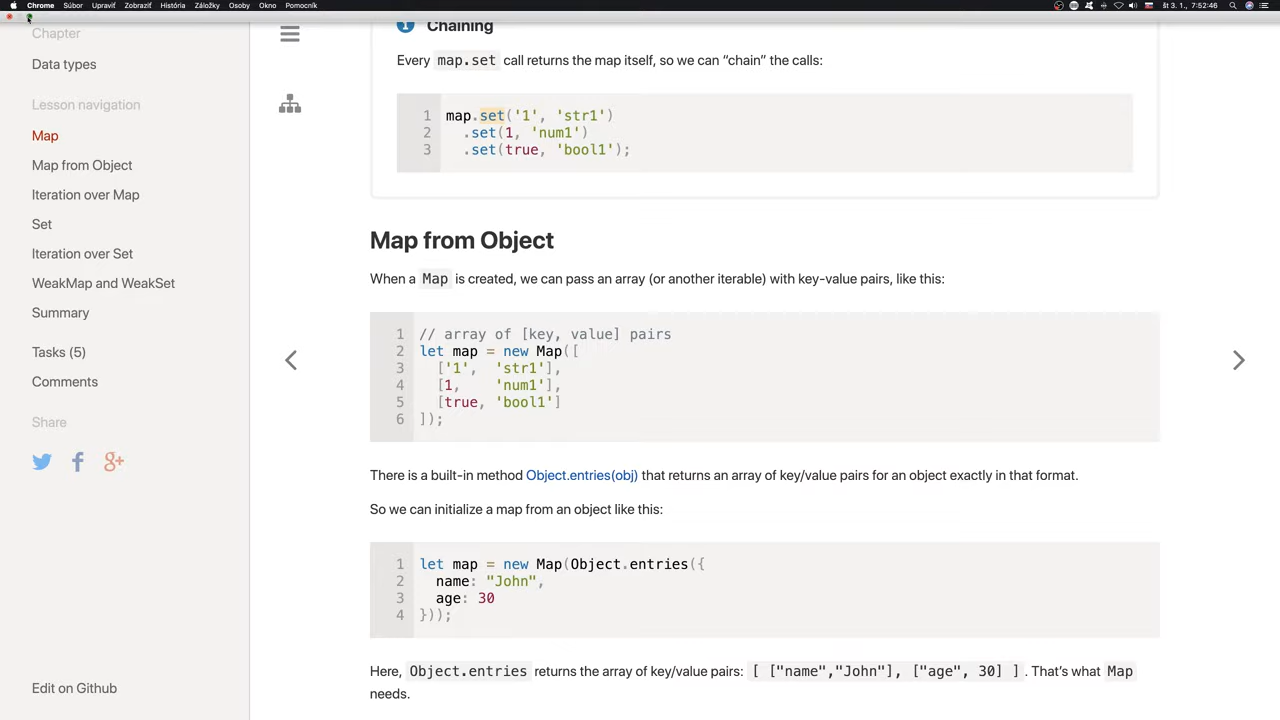 Chrome Súbor Upraviť Zobraziť História Záložky Osoby Okno Pomocník
št 3. 1., 7:52:46
Chapter
Data types
Lesson navigation
Map
Map from Object
Iteration over Map
Set
Iteration over Set
WeakMap and WeakSet
Summary
Tasks (5)
Comments
Share
Edit on Github
Chaining
Every map.set call returns the map itself, so we can “chain” the calls:
1 map.set('1', 'str1')
2   .set(1, 'num1')
3   .set(true, 'bool1');
Map from Object
When a Map is created, we can pass an array (or another iterable) with key-value pairs, like this:
1 // array of [key, value] pairs
2 let map = new Map([
3   ['1',  'str1'],
4   [1,    'num1'],
5   [true, 'bool1']
6 ]);
There is a built-in method Object.entries(obj) that returns an array of key/value pairs for an object exactly in that format.
So we can initialize a map from an object like this:
1 let map = new Map(Object.entries({
2   name: "John",
3   age: 30
4 }));
Here, Object.entries returns the array of key/value pairs: [ ["name","John"], ["age", 30] ]. That’s what Map
needs.